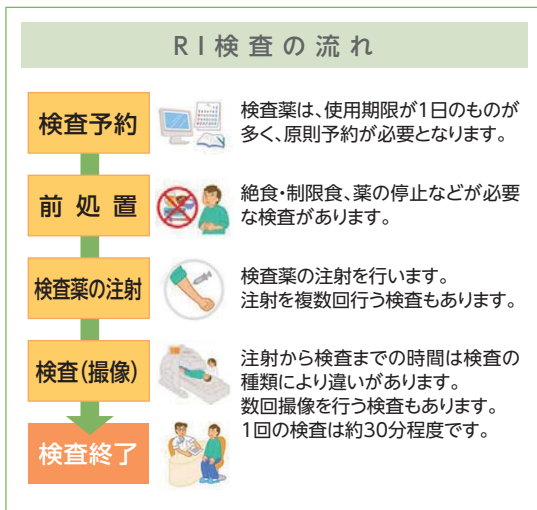 RI検査の流れ
検査予約
検査薬は、使用期限が1日のものが
多く、原則予約が必要となります。
前処置
絶食・制限食、薬の停止などが必要
な検査があります。
検査薬の注射
検査薬の注射を行います。
注射を複数回行う検査もあります。
検査(撮像)
注射から検査までの時間は検査の
種類により違いがあります。
数回撮像を行う検査もあります。
1回の検査は約30分程度です。
検査終了